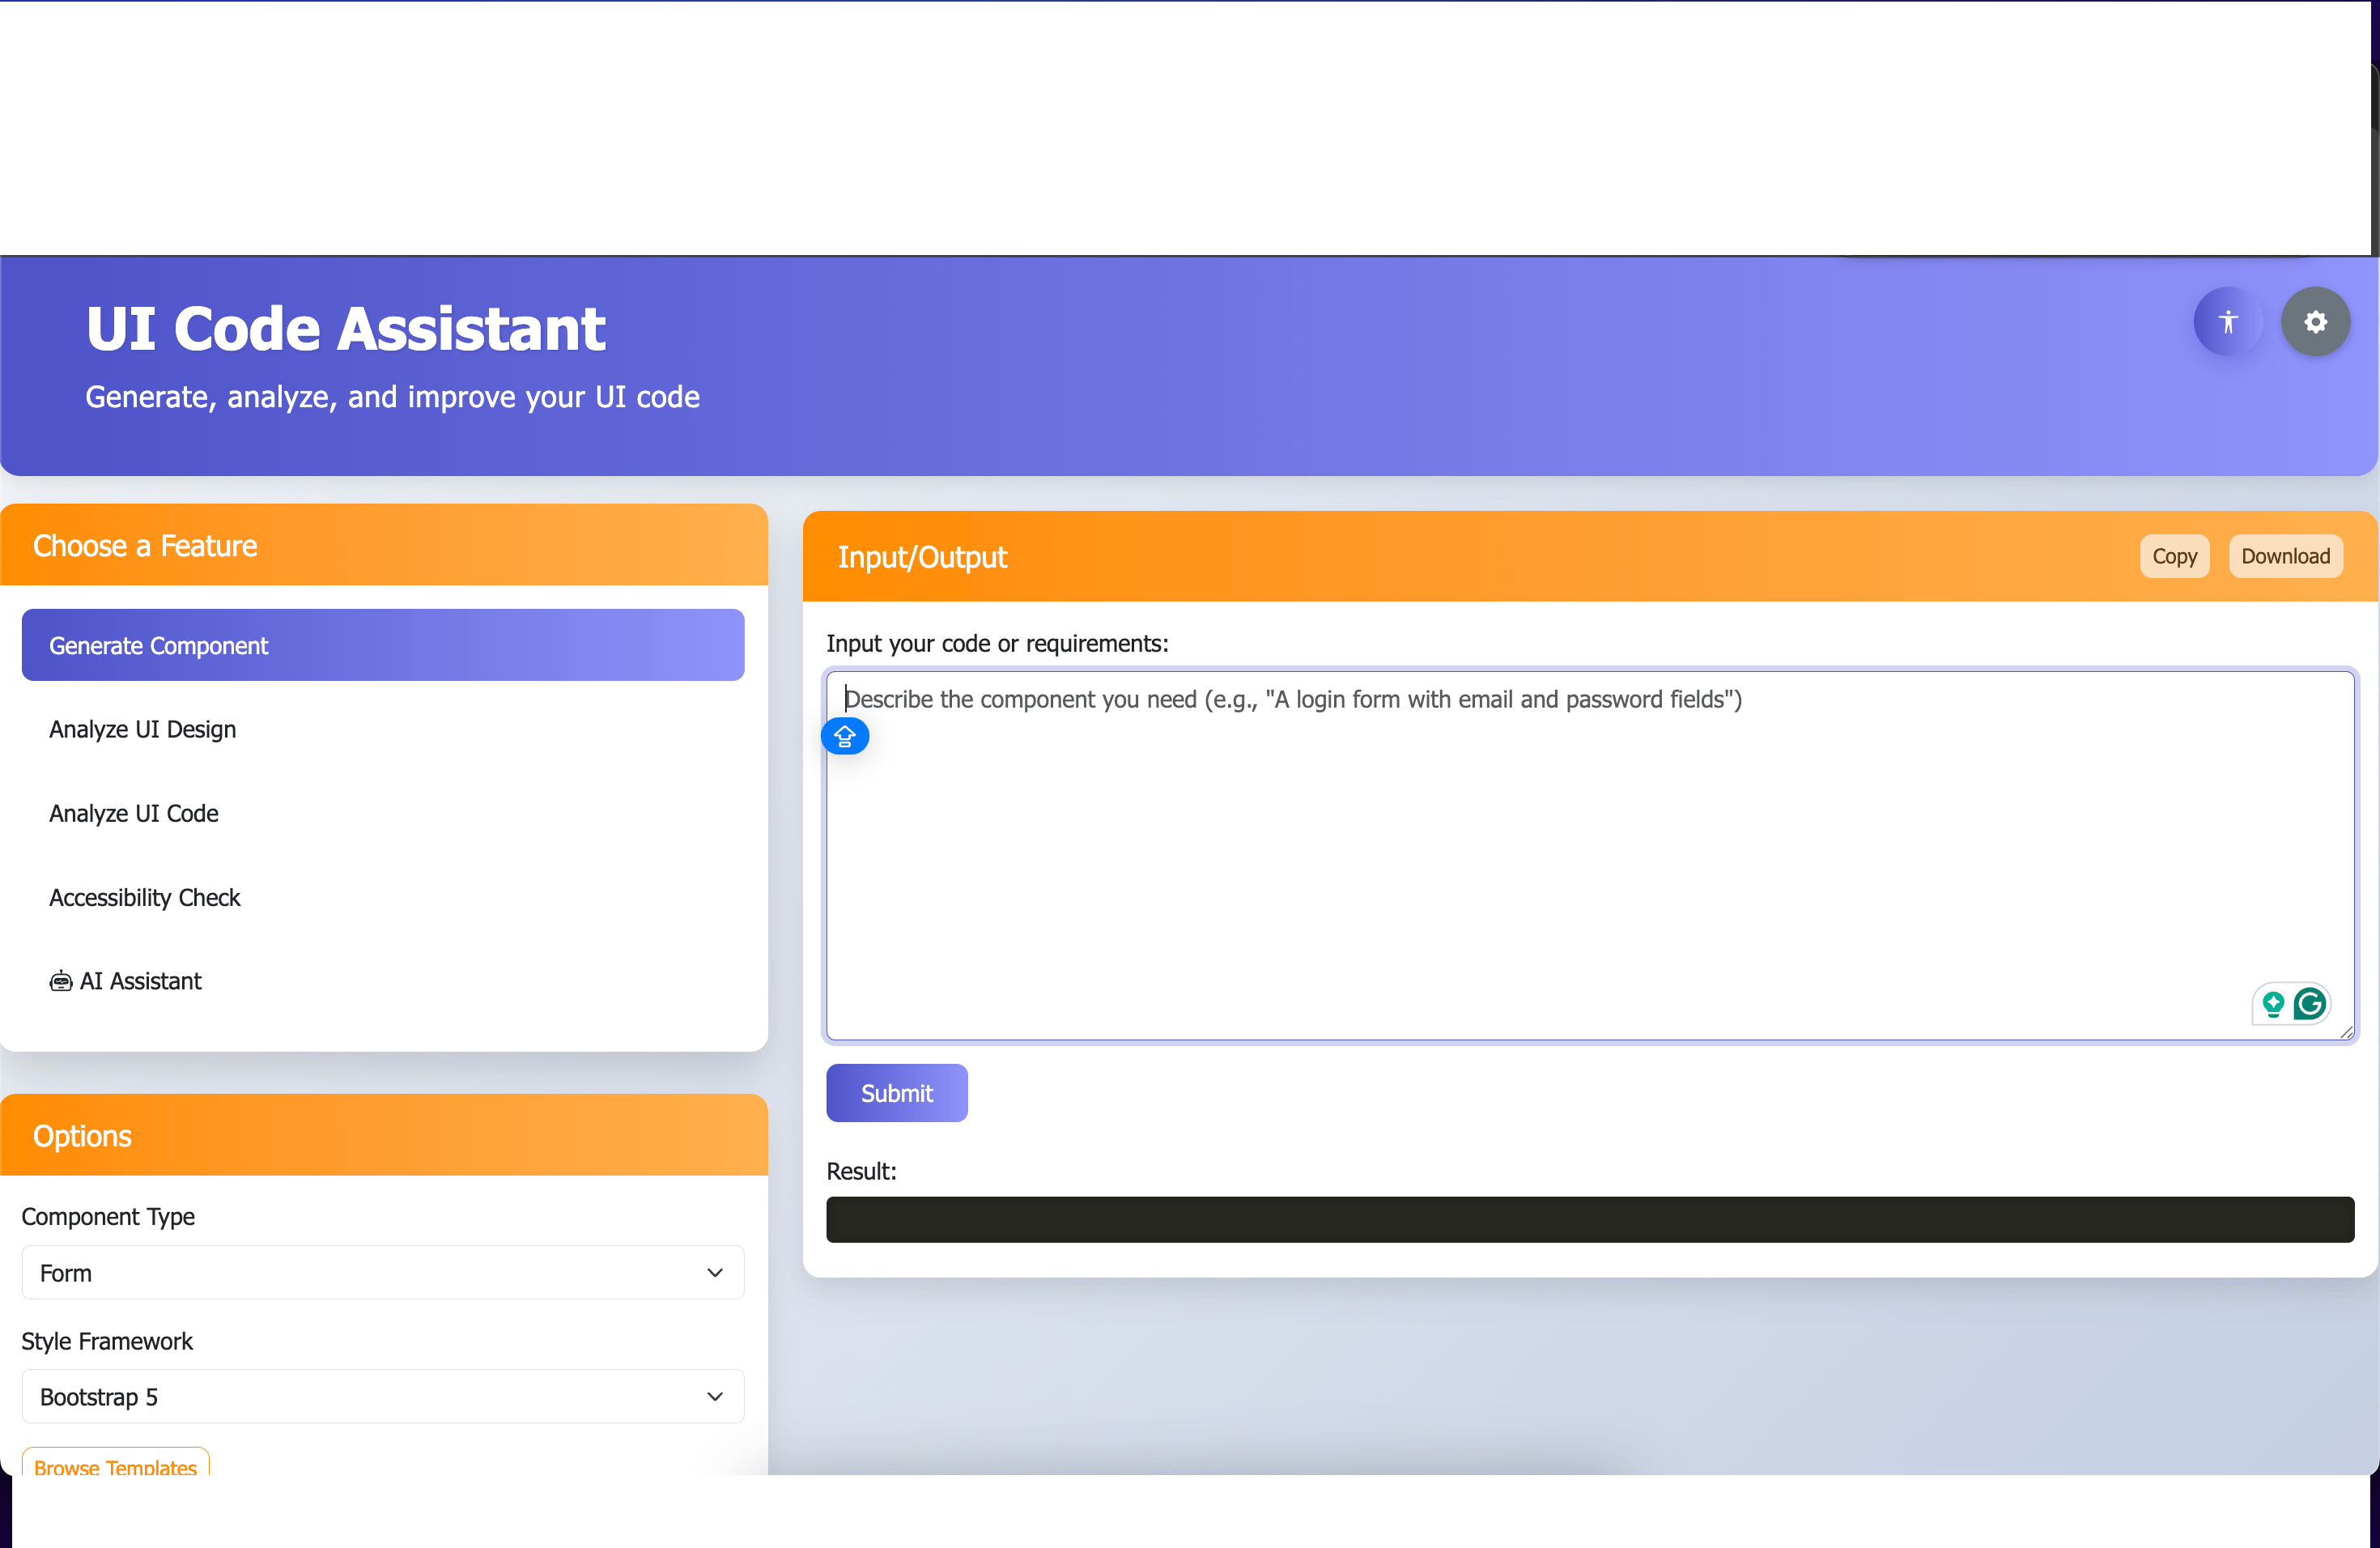 UI Code Assistant
Generate, analyze, and improve your UI code
Choose a Feature
Generate Component
Analyze UI Design
Analyze UI Code
Accessibility Check
AI Assistant
Options
Component Type
Form
Style Framework
Bootstrap 5
Browse Templates
Input/Output
Copy
Download
Input your code or requirements:
Describe the component you need (e.g., "A login form with email and password fields")
Submit
Result: